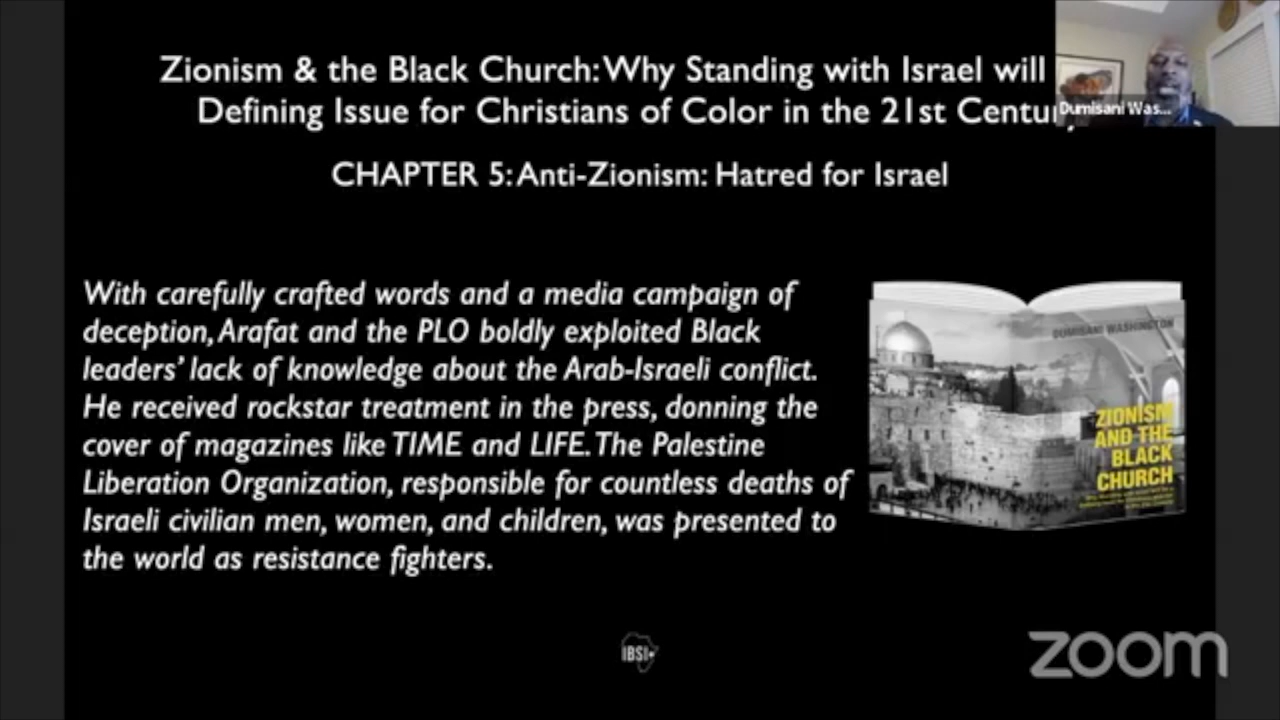 Zionism & the Black Church: Why Standing with Israel will
Defining Issue for Christians of Color in the 21st Century
Dumisani Was...
CHAPTER 5: Anti-Zionism: Hatred for Israel
With carefully crafted words and a media campaign of
deception, Arafat and the PLO boldly exploited Black
leaders’ lack of knowledge about the Arab-Israeli conflict.
He received rockstar treatment in the press, donning the
cover of magazines like TIME and LIFE. The Palestine
Liberation Organization, responsible for countless deaths of
Israeli civilian men, women, and children, was presented to
the world as resistance fighters.
DUMISANI WASHINGTON
ZIONISM
AND THE
BLACK
CHURCH
IBSI
zoom